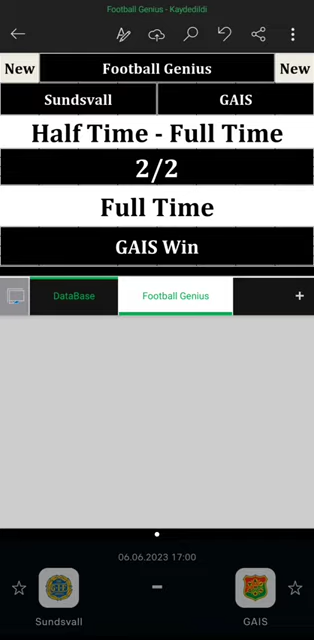 Football Genius - Kaydedildi
New Football Genius New
Sundsvall GAIS
Half Time - Full Time
2/2
Full Time
GAIS Win
DataBase Football Genius +
06.06.2023 17:00
-
Sundsvall GAIS